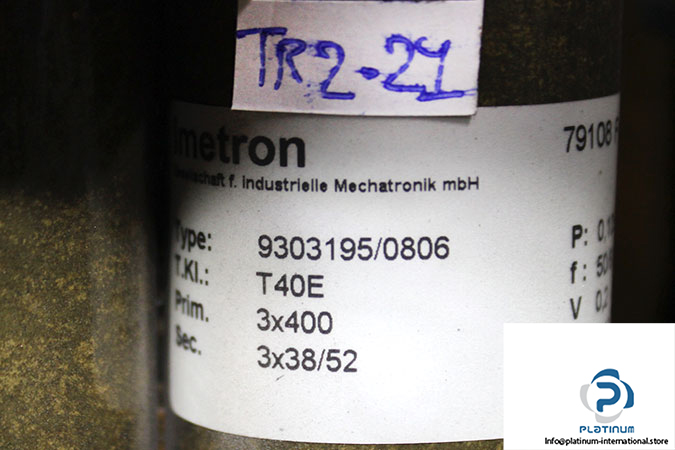 TR2-21
Imetron
79108
f. industrielle Mechatronik mbH
Type: 9303195/0806
T.Kl.: T40E
Prim. 3x400
Sec. 3x38/52
P:
f:
V
PLATINUM
Info@platinum-international.store